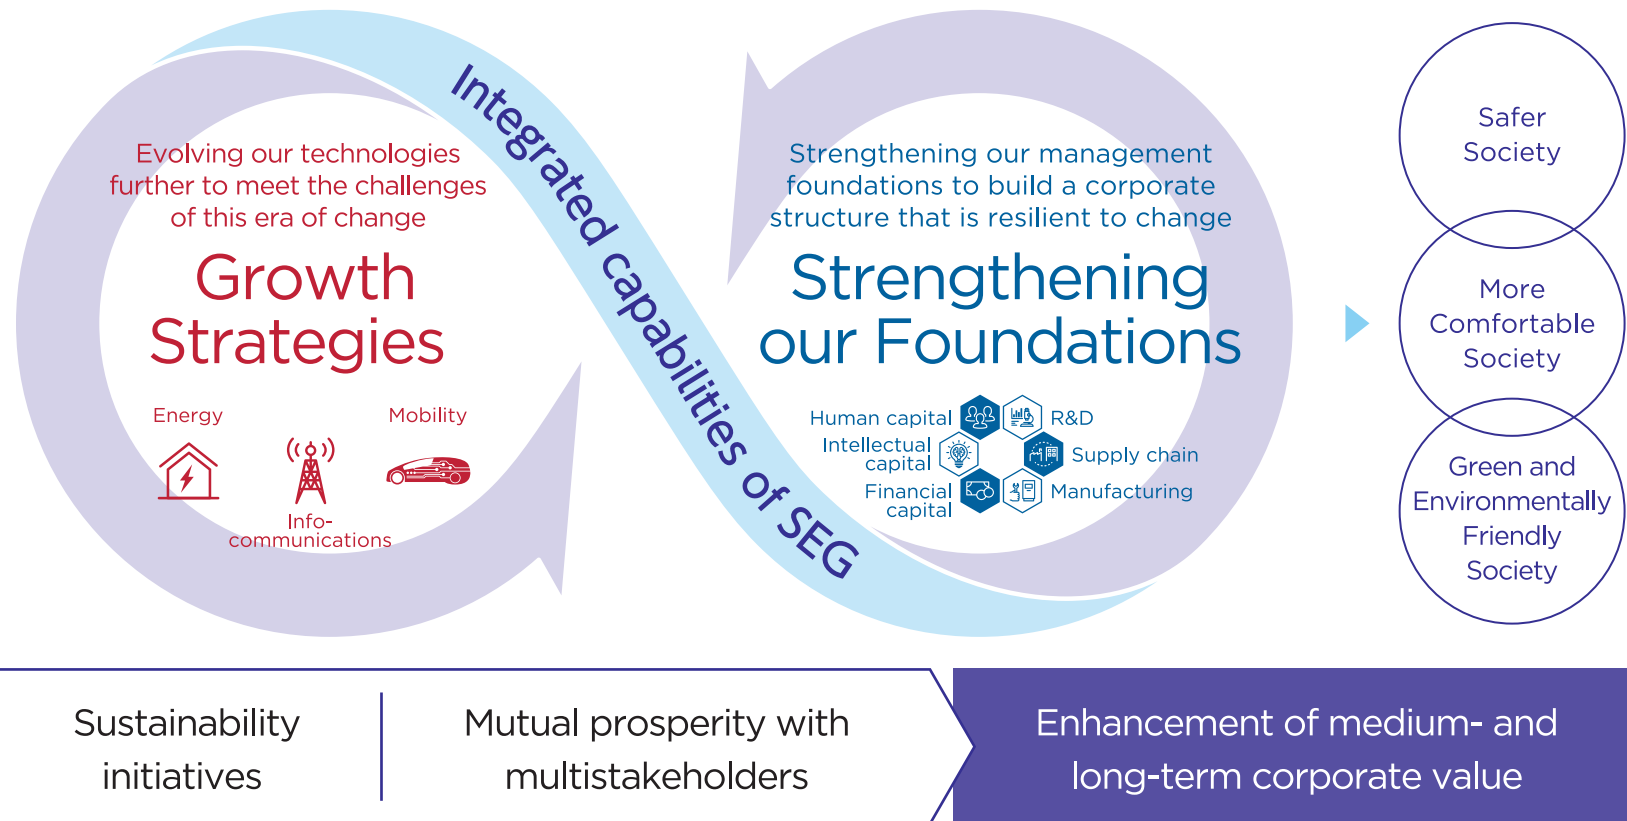 Evolving our technologies
further to meet the challenges
of this era of change
Growth
Strategies
Energy
Mobility
Info-
communications
Integrated capabilities of SEG
Strengthening our management
foundations to build a corporate
structure that is resilient to change
Strengthening
our Foundations
Human capital
R&D
Intellectual
capital
Supply chain
Financial
capital
Manufacturing
Safer
Society
More
Comfortable
Society
Green and
Environmentally
Friendly
Society
Sustainability
initiatives
Mutual prosperity with
multistakeholders
Enhancement of medium- and
long-term corporate value